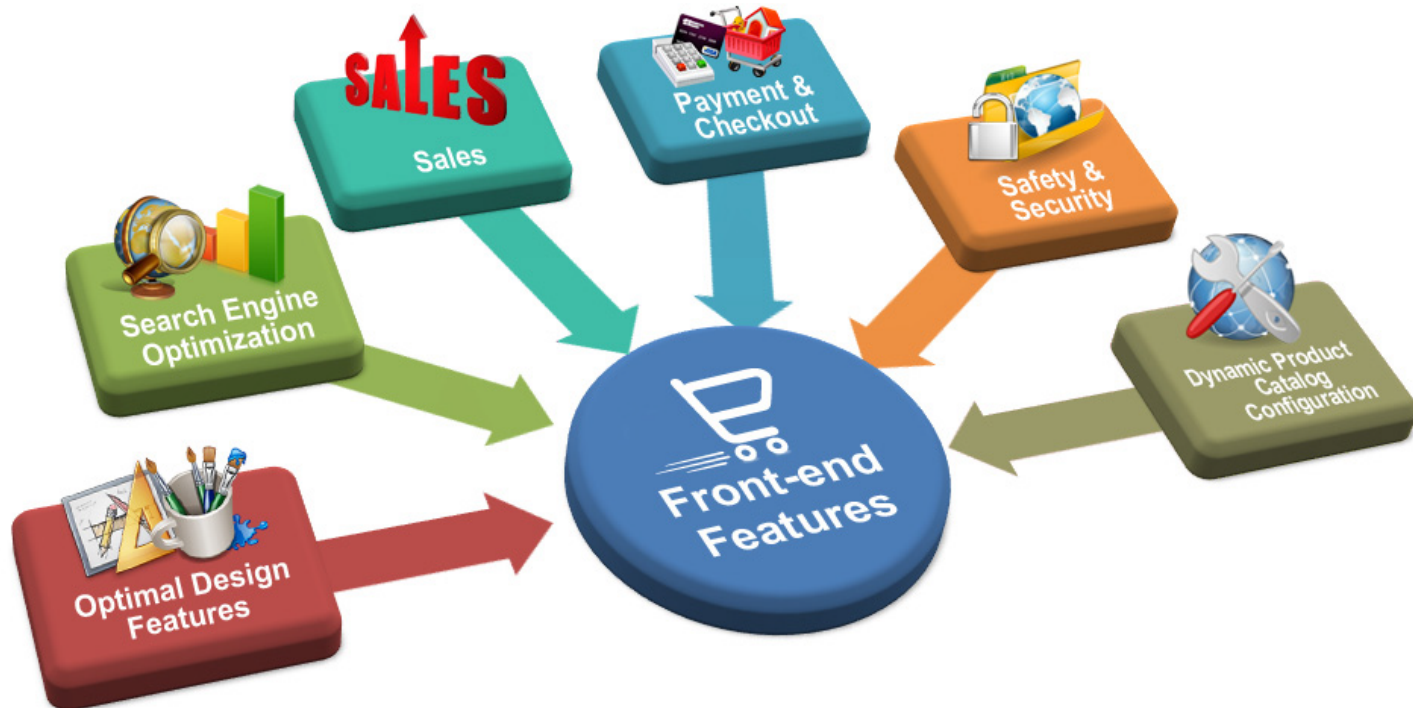 SALES
Sales
Payment &
Checkout
Safety &
Security
Search Engine
Optimization
Dynamic Product
Catalog
Configuration
Optimal Design
Features
Front-end
Features